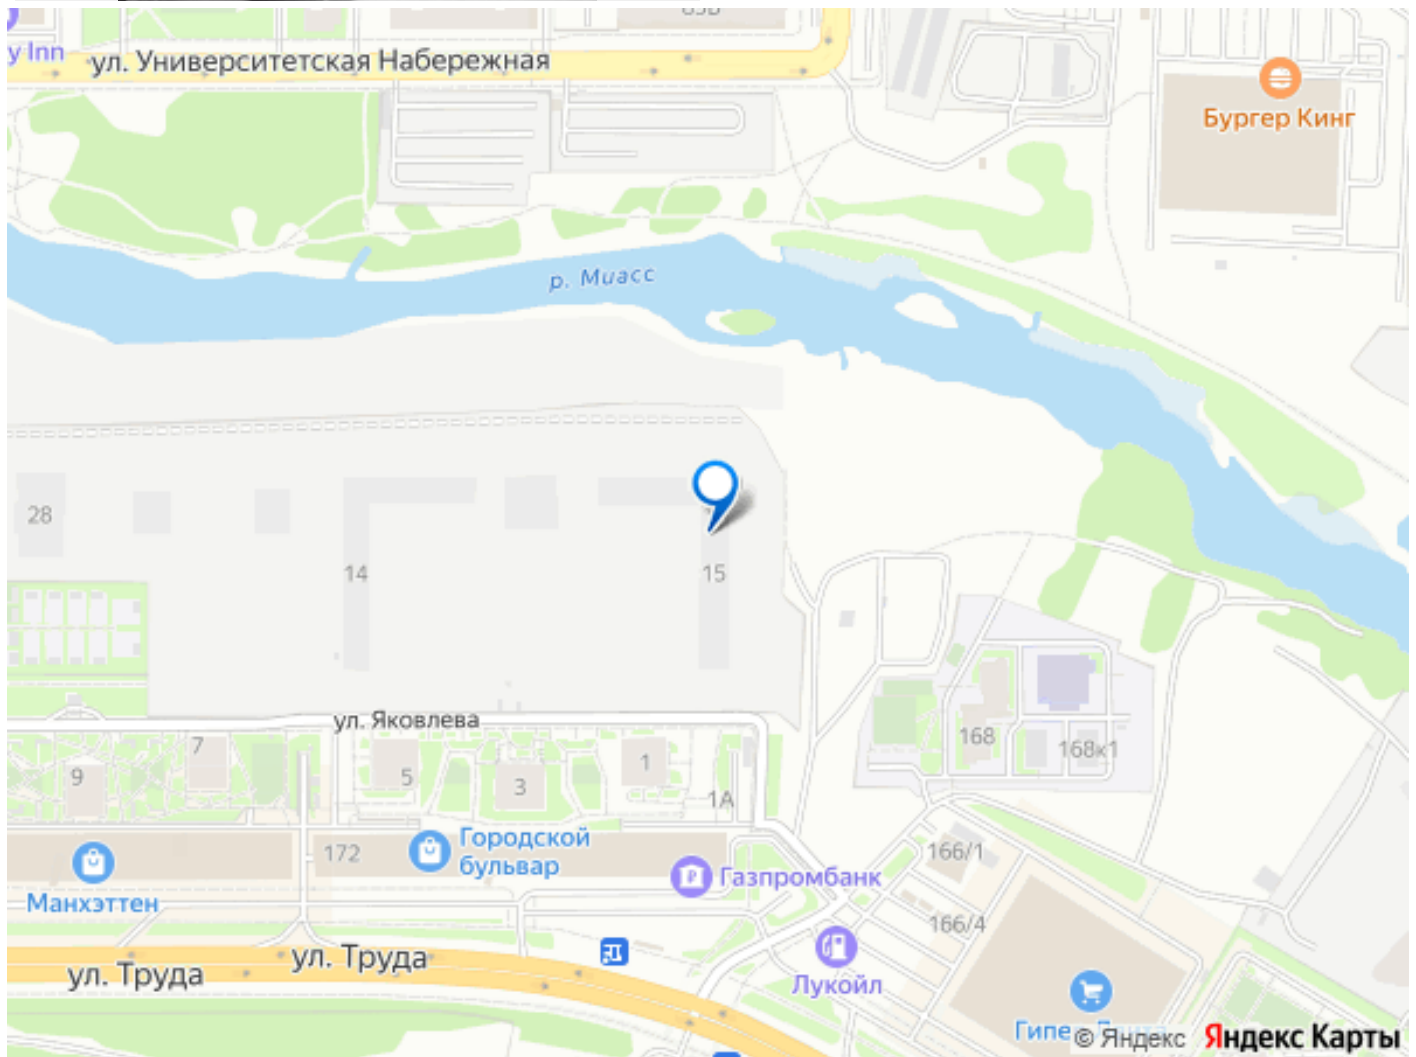 y Inn
ул. Университетская Набережная
Бургер Кинг
р. Миасс
28
14
15
ул. Яковлева
7
9
5
3
1
1А
168
168к1
172
Городской
бульвар
Манхэттен
Газпромбанк
166/1
166/4
Лукойл
ул. Труда
ул. Труда
© Яндекс
Яндекс Карты